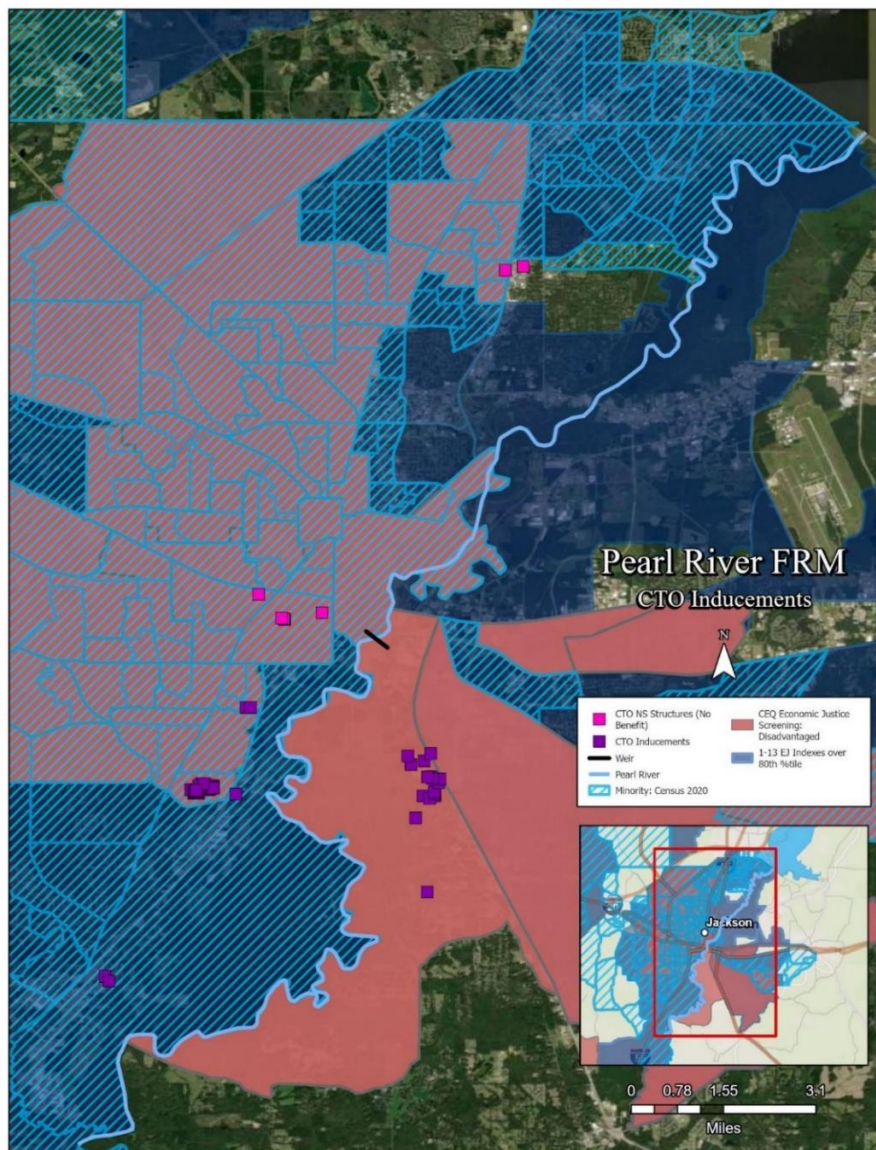 Pearl River FRM
CTO Inducements
N
CTO NS Structures (No
Benefit)
CTO Inducements
Weir
Pearl River
Minority: Census 2020
CEQ Economic Justice
Screening:
Disadvantaged
1-13 EJ Indexes over
80th %tile
Jackson
0 0.78 1.55 3.1
Miles